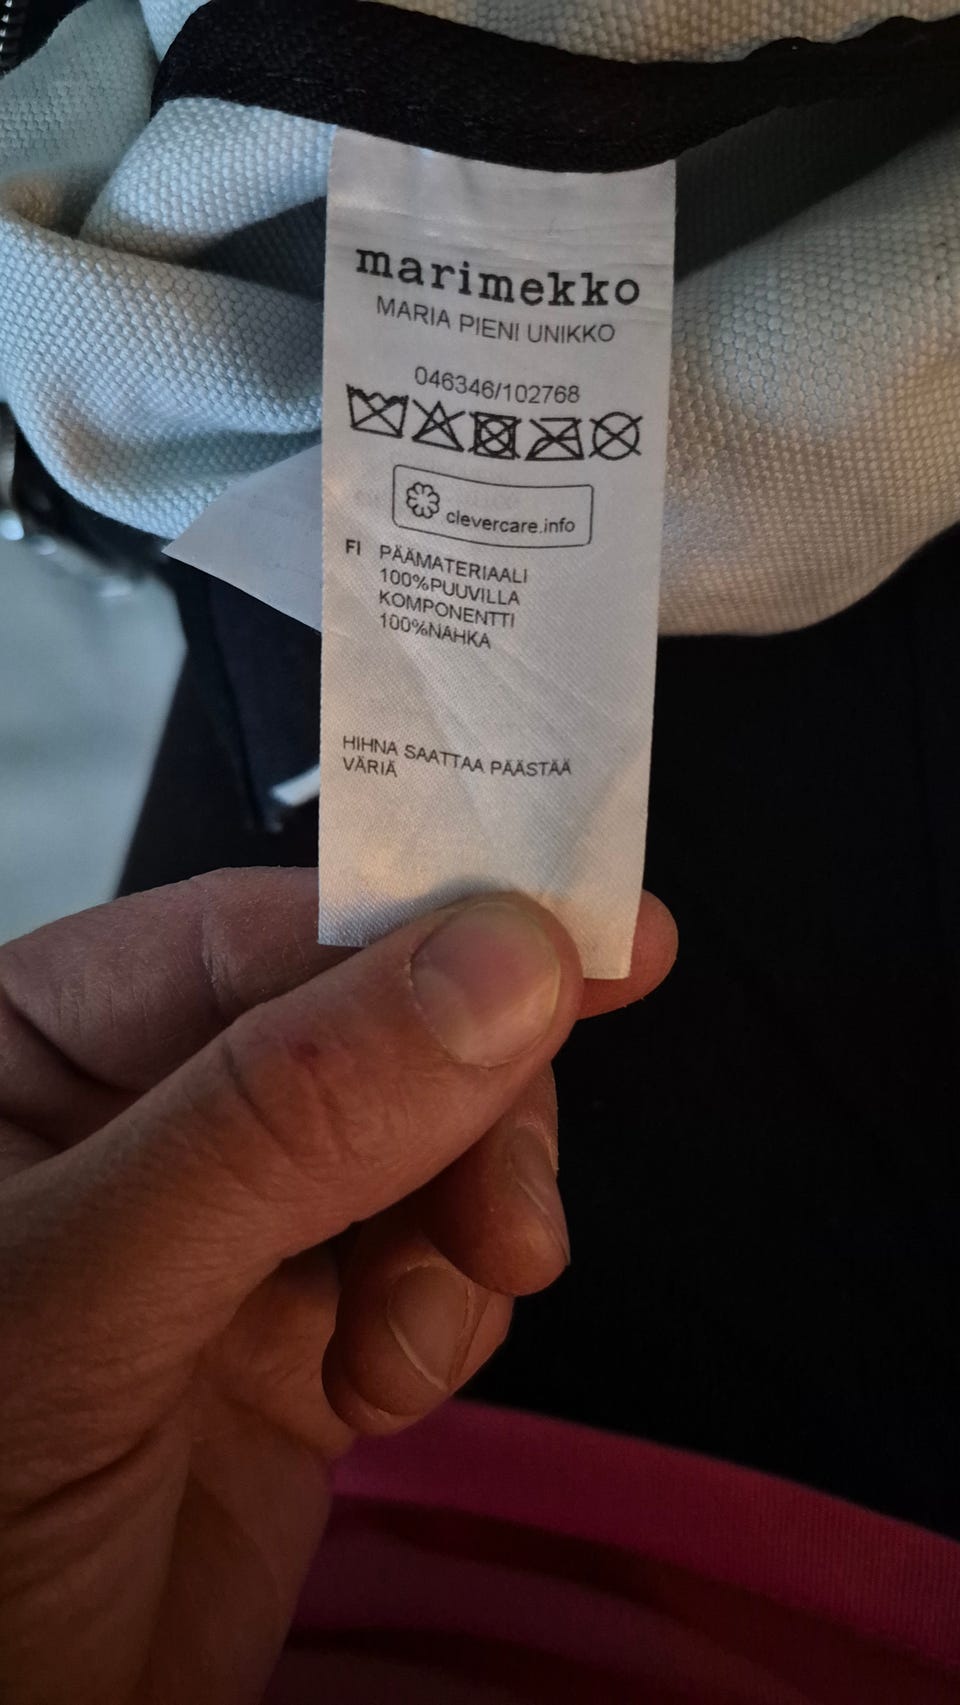 marimekko
MARIA PIENI UNIKKO
046346/102768
clevercare.info
FI PÄÄMATERIAALI
100%PUUVILLA
KOMPONENTTI
100%NAHKA
HIHNA SAATTAA PÄÄSTÄÄ
VÄRIÄ